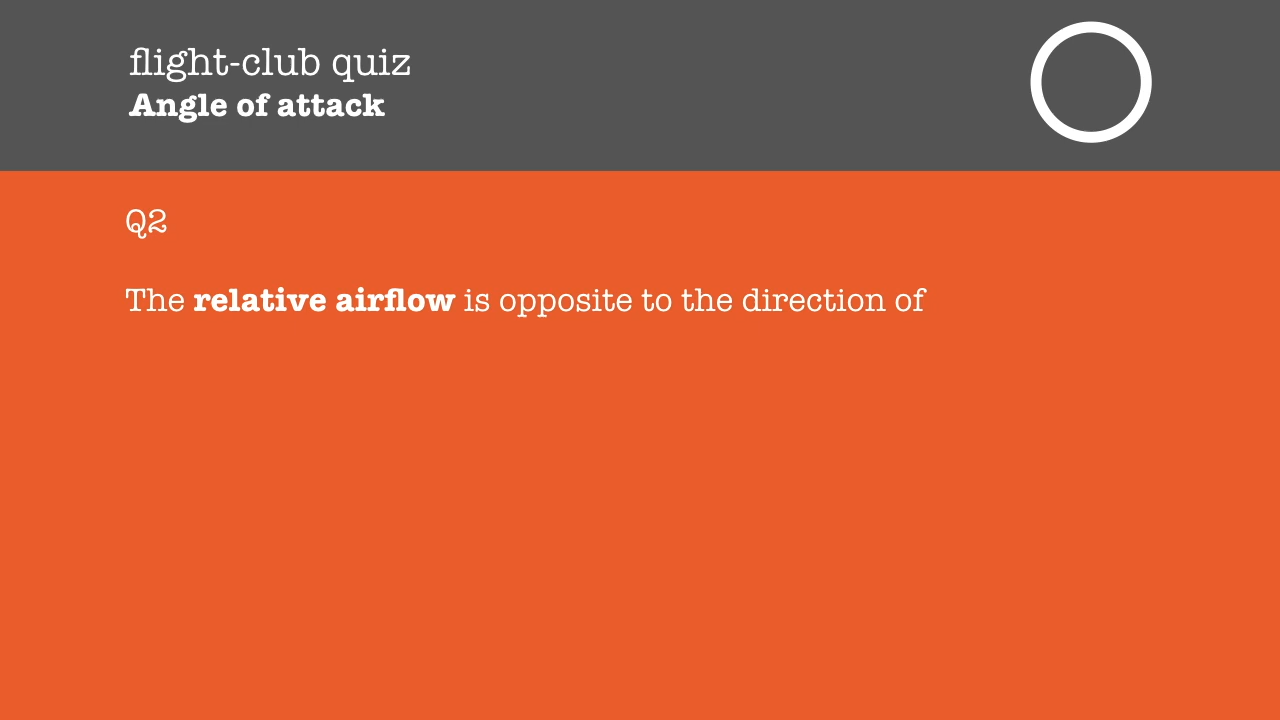 flight-club quiz
Angle of attack
Q2
The relative airflow is opposite to the direction of